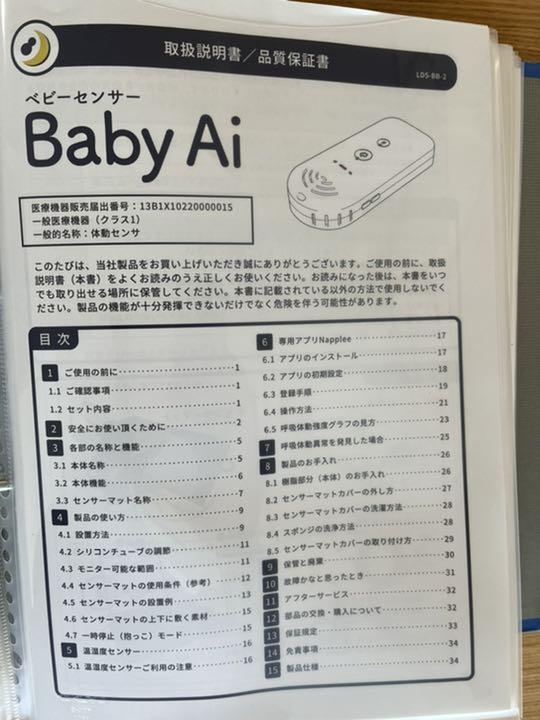 取扱説明書／品質保証書
LDS-BB-2
ベビーセンサー
Baby Ai
医療機器販売届出番号：13B1X10220000015
一般医療機器（クラス1）
一般的名称：体動センサ
このたびは、当社製品をお買い上げいただき誠にありがとうございます。ご使用の前に、取扱
説明書（本書）をよくお読みのうえ正しくお使いください。お読みになった後は、本書をいつ
でも取り出せる場所に保管してください。本書に記載されている以外の方法で使用しないでく
ださい。製品の機能が十分発揮できないだけでなく危険を伴う可能性があります。
目次
1 ご使用の前に 1
1.1 ご確認事項 1
1.2 セット内容 1
2 安全にお使い頂くために 2
3 各部の名称と機能 5
3.1 本体名称 5
3.2 本体機能 6
3.3 センサーマット名称 7
4 製品の使い方 9
4.1 設置方法 9
4.2 シリコンチューブの調節 11
4.3 モニター可能な範囲 11
4.4 センサーマットの使用条件（参考） 12
4.5 センサーマットの設置例 13
4.6 センサーマットの上下に敷く素材 15
4.7 一時停止（抱っこ）モード 15
5 温湿度センサー 16
5.1 温湿度センサーご利用の注意 16
6 専用アプリNapplee 17
6.1 アプリのインストール 17
6.2 アプリの初期設定 18
6.3 登録手順 19
6.4 操作方法 21
6.5 呼吸体動強度グラフの見方 23
7 呼吸体動異常を発見した場合 25
8 製品のお手入れ 26
8.1 樹脂部分（本体）のお手入れ 26
8.2 センサーマットカバーの外し方 27
8.3 センサーマットカバーの洗濯方法 28
8.4 スポンジの洗浄方法 28
8.5 センサーマットカバーの取り付け方 29
9 保管と廃棄 30
10 故障かなと思ったとき 31
11 アフターサービス 32
12 部品の交換・購入について 32
13 保証規定 33
14 免責事項 34
15 製品仕様 34